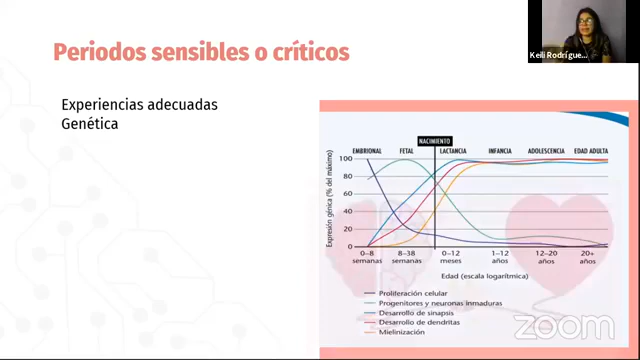 Periodos sensibles o críticos
Keili Rodrígue...
Experiencias adecuadas
Genética
NACIMIENTO
EMBRIONAL FETAL LACTANCIA INFANCIA ADOLESCENCIA EDAD ADULTA
Expresión génica (% del máximo)
100
80
60
40
20
0
0–8 semanas
8–38 semanas
0–12 meses
1–12 años
12–20 años
20+ años
Edad (escala logarítmica)
Proliferación celular
Progenitores y neuronas inmaduras
Desarrollo de sinapsis
Desarrollo de dendritas
Mielinización
zoom